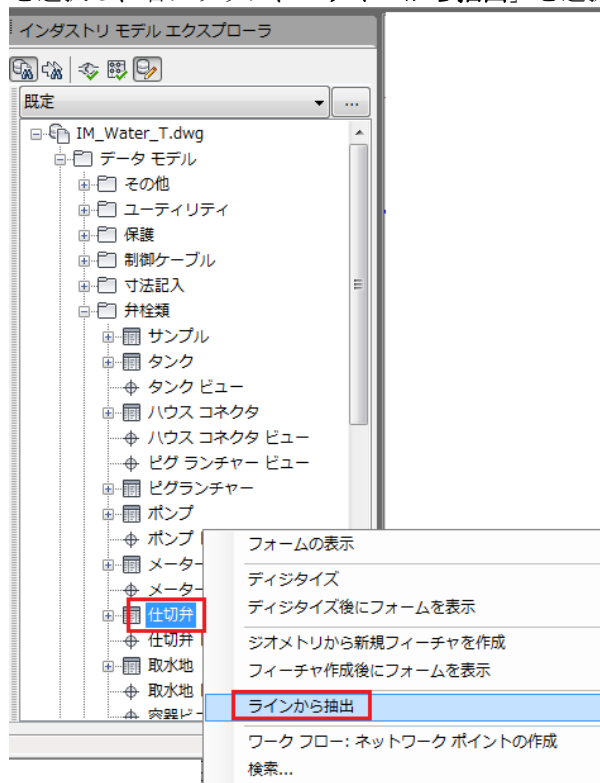 インダストリ モデル エクスプローラ
既定
...
IM_Water_T.dwg
データ モデル
その他
ユーティリティ
保護
制御ケーブル
寸法記入
弁栓類
サンプル
タンク
タンク ビュー
ハウス コネクタ
ハウス コネクタ ビュー
ピグ ランチャー ビュー
ピグランチャー
ポンプ
ポンプ
メーター
メーター
仕切弁
仕切弁
取水地
取水地
フォームの表示
ディジタイズ
ディジタイズ後にフォームを表示
ジオメトリから新規フィーチャを作成
フィーチャ作成後にフォームを表示
ラインから抽出
ワーク フロー: ネットワーク ポイントの作成
検索...